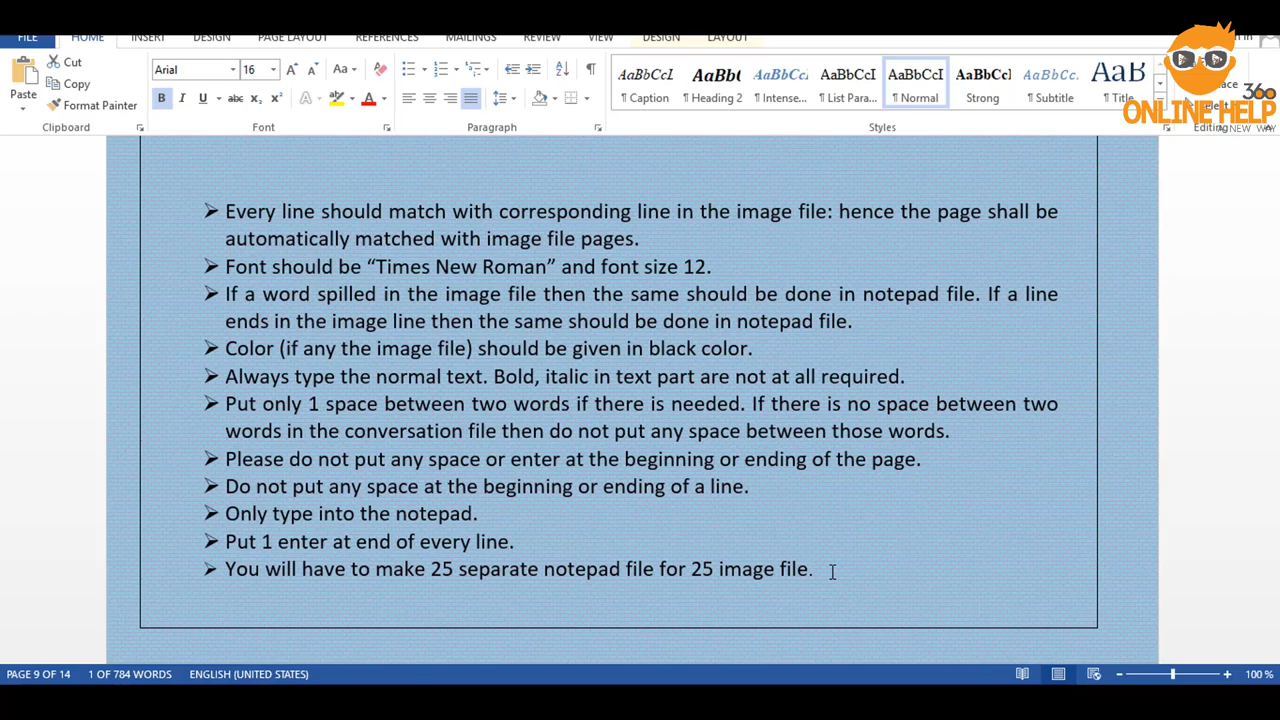 FILE HOME INSERT DESIGN PAGE LAYOUT REFERENCES MAILINGS REVIEW VIEW DESIGN LAYOUT
Cut
Copy
Format Painter
Paste
Arial 16
AaBbCcL AaBbC AaBbCc AaBbCcI AaBbCcI AaBbCcI AaBbCc. AaB
¶ Caption ¶ Heading 2 ¶ Intense... ¶ List Para... ¶ Normal Strong ¶ Subtitle ¶ Title
Clipboard Font Paragraph Styles Editing
360
ONLINE HELP
A NEW WAY
➢ Every line should match with corresponding line in the image file: hence the page shall be
automatically matched with image file pages.
➢ Font should be “Times New Roman” and font size 12.
➢ If a word spilled in the image file then the same should be done in notepad file. If a line
ends in the image line then the same should be done in notepad file.
➢ Color (if any the image file) should be given in black color.
➢ Always type the normal text. Bold, italic in text part are not at all required.
➢ Put only 1 space between two words if there is needed. If there is no space between two
words in the conversation file then do not put any space between those words.
➢ Please do not put any space or enter at the beginning or ending of the page.
➢ Do not put any space at the beginning or ending of a line.
➢ Only type into the notepad.
➢ Put 1 enter at end of every line.
➢ You will have to make 25 separate notepad file for 25 image file.
PAGE 9 OF 14 1 OF 784 WORDS ENGLISH (UNITED STATES) 100 %